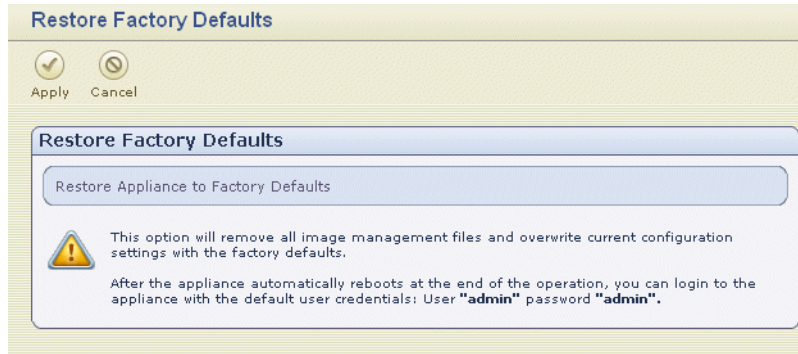 Restore Factory Defaults
Apply Cancel
Restore Factory Defaults
Restore Appliance to Factory Defaults
This option will remove all image management files and overwrite current configuration
settings with the factory defaults.
After the appliance automatically reboots at the end of the operation, you can login to the
appliance with the default user credentials: User "admin" password "admin".